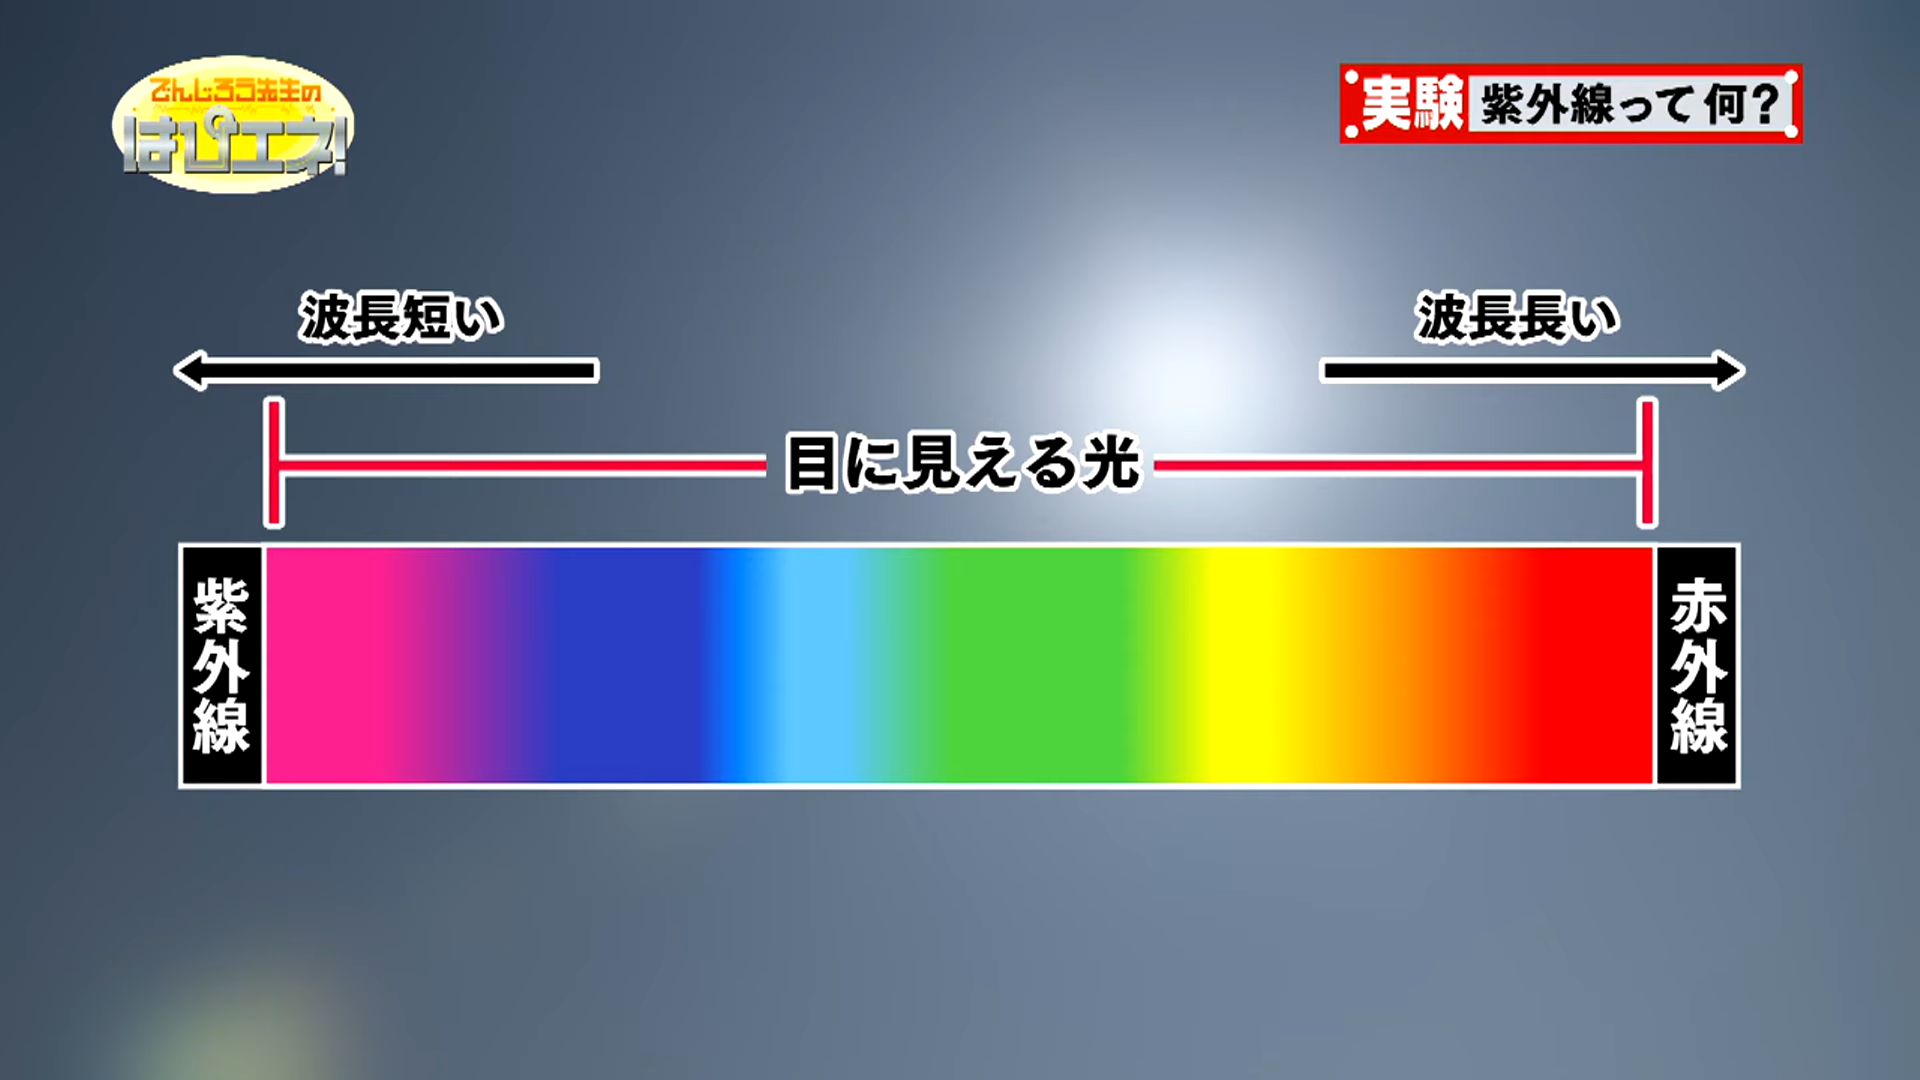 でんじろう先生の
はぴエネ!
実験 紫外線って何?
波長短い
波長長い
目に見える光
紫外線
赤外線